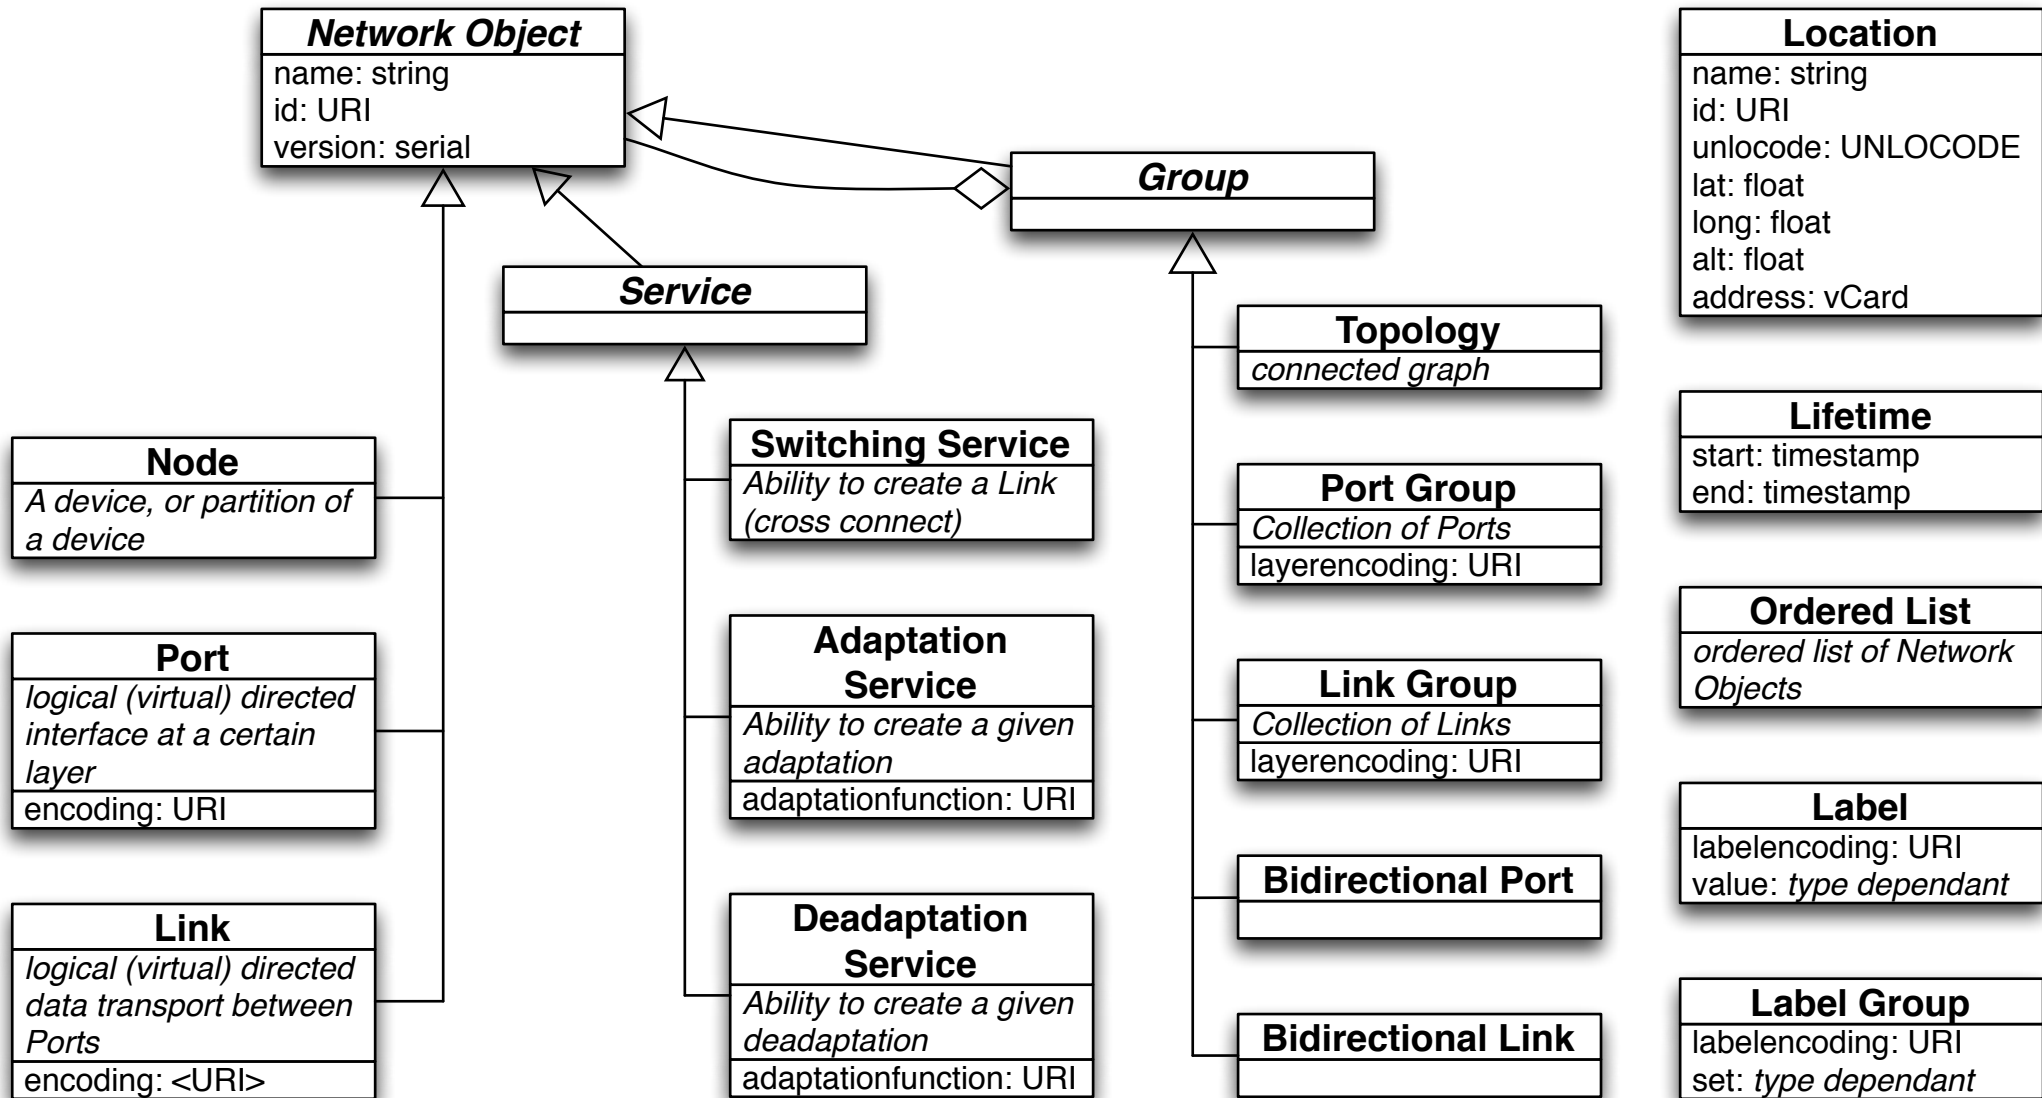 Network Object
name: string
id: URI
version: serial
Group
Service
Node
A device, or partition of
a device
Port
logical (virtual) directed
interface at a certain
layer
encoding: URI
Link
logical (virtual) directed
data transport between
Ports
encoding: <URI>
Switching Service
Ability to create a Link
(cross connect)
Adaptation
Service
Ability to create a given
adaptation
adaptationfunction: URI
Deadaptation
Service
Ability to create a given
deadaptation
adaptationfunction: URI
Topology
connected graph
Port Group
Collection of Ports
layerencoding: URI
Link Group
Collection of Links
layerencoding: URI
Bidirectional Port
Bidirectional Link
Location
name: string
id: URI
unlocode: UNLOCODE
lat: float
long: float
alt: float
address: vCard
Lifetime
start: timestamp
end: timestamp
Ordered List
ordered list of Network
Objects
Label
labelencoding: URI
value: type dependant
Label Group
labelencoding: URI
set: type dependant